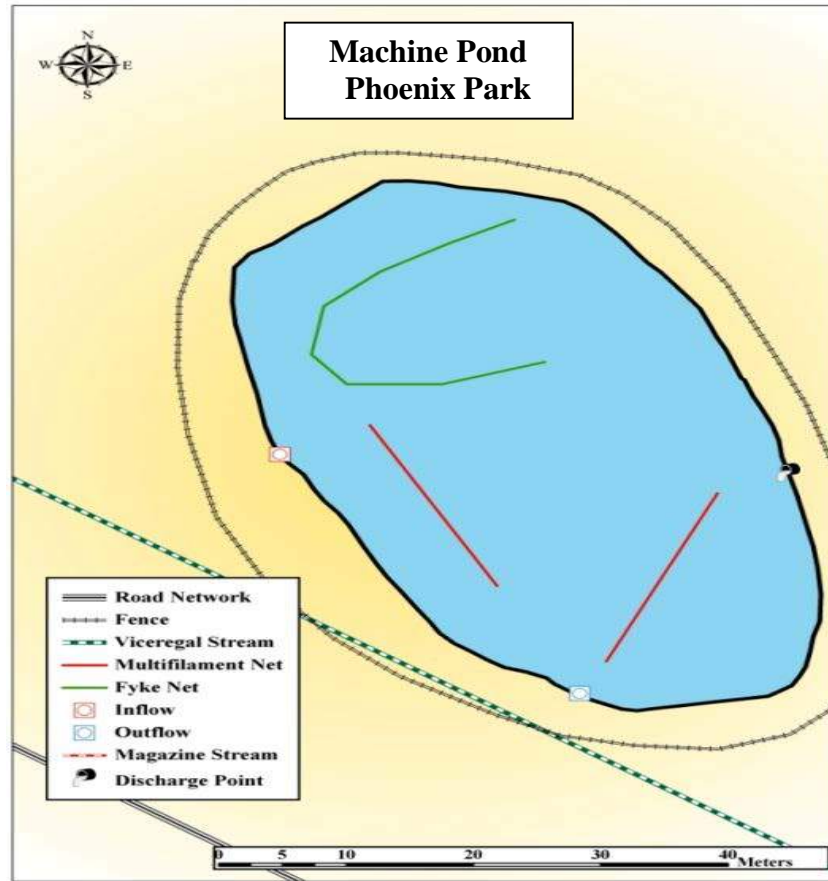 Machine Pond
Phoenix Park
N
W E
S
Road Network
Fence
Viceregal Stream
Multifilament Net
Fyke Net
Inflow
Outflow
Magazine Stream
Discharge Point
0 5 10 20 30 40
Meters